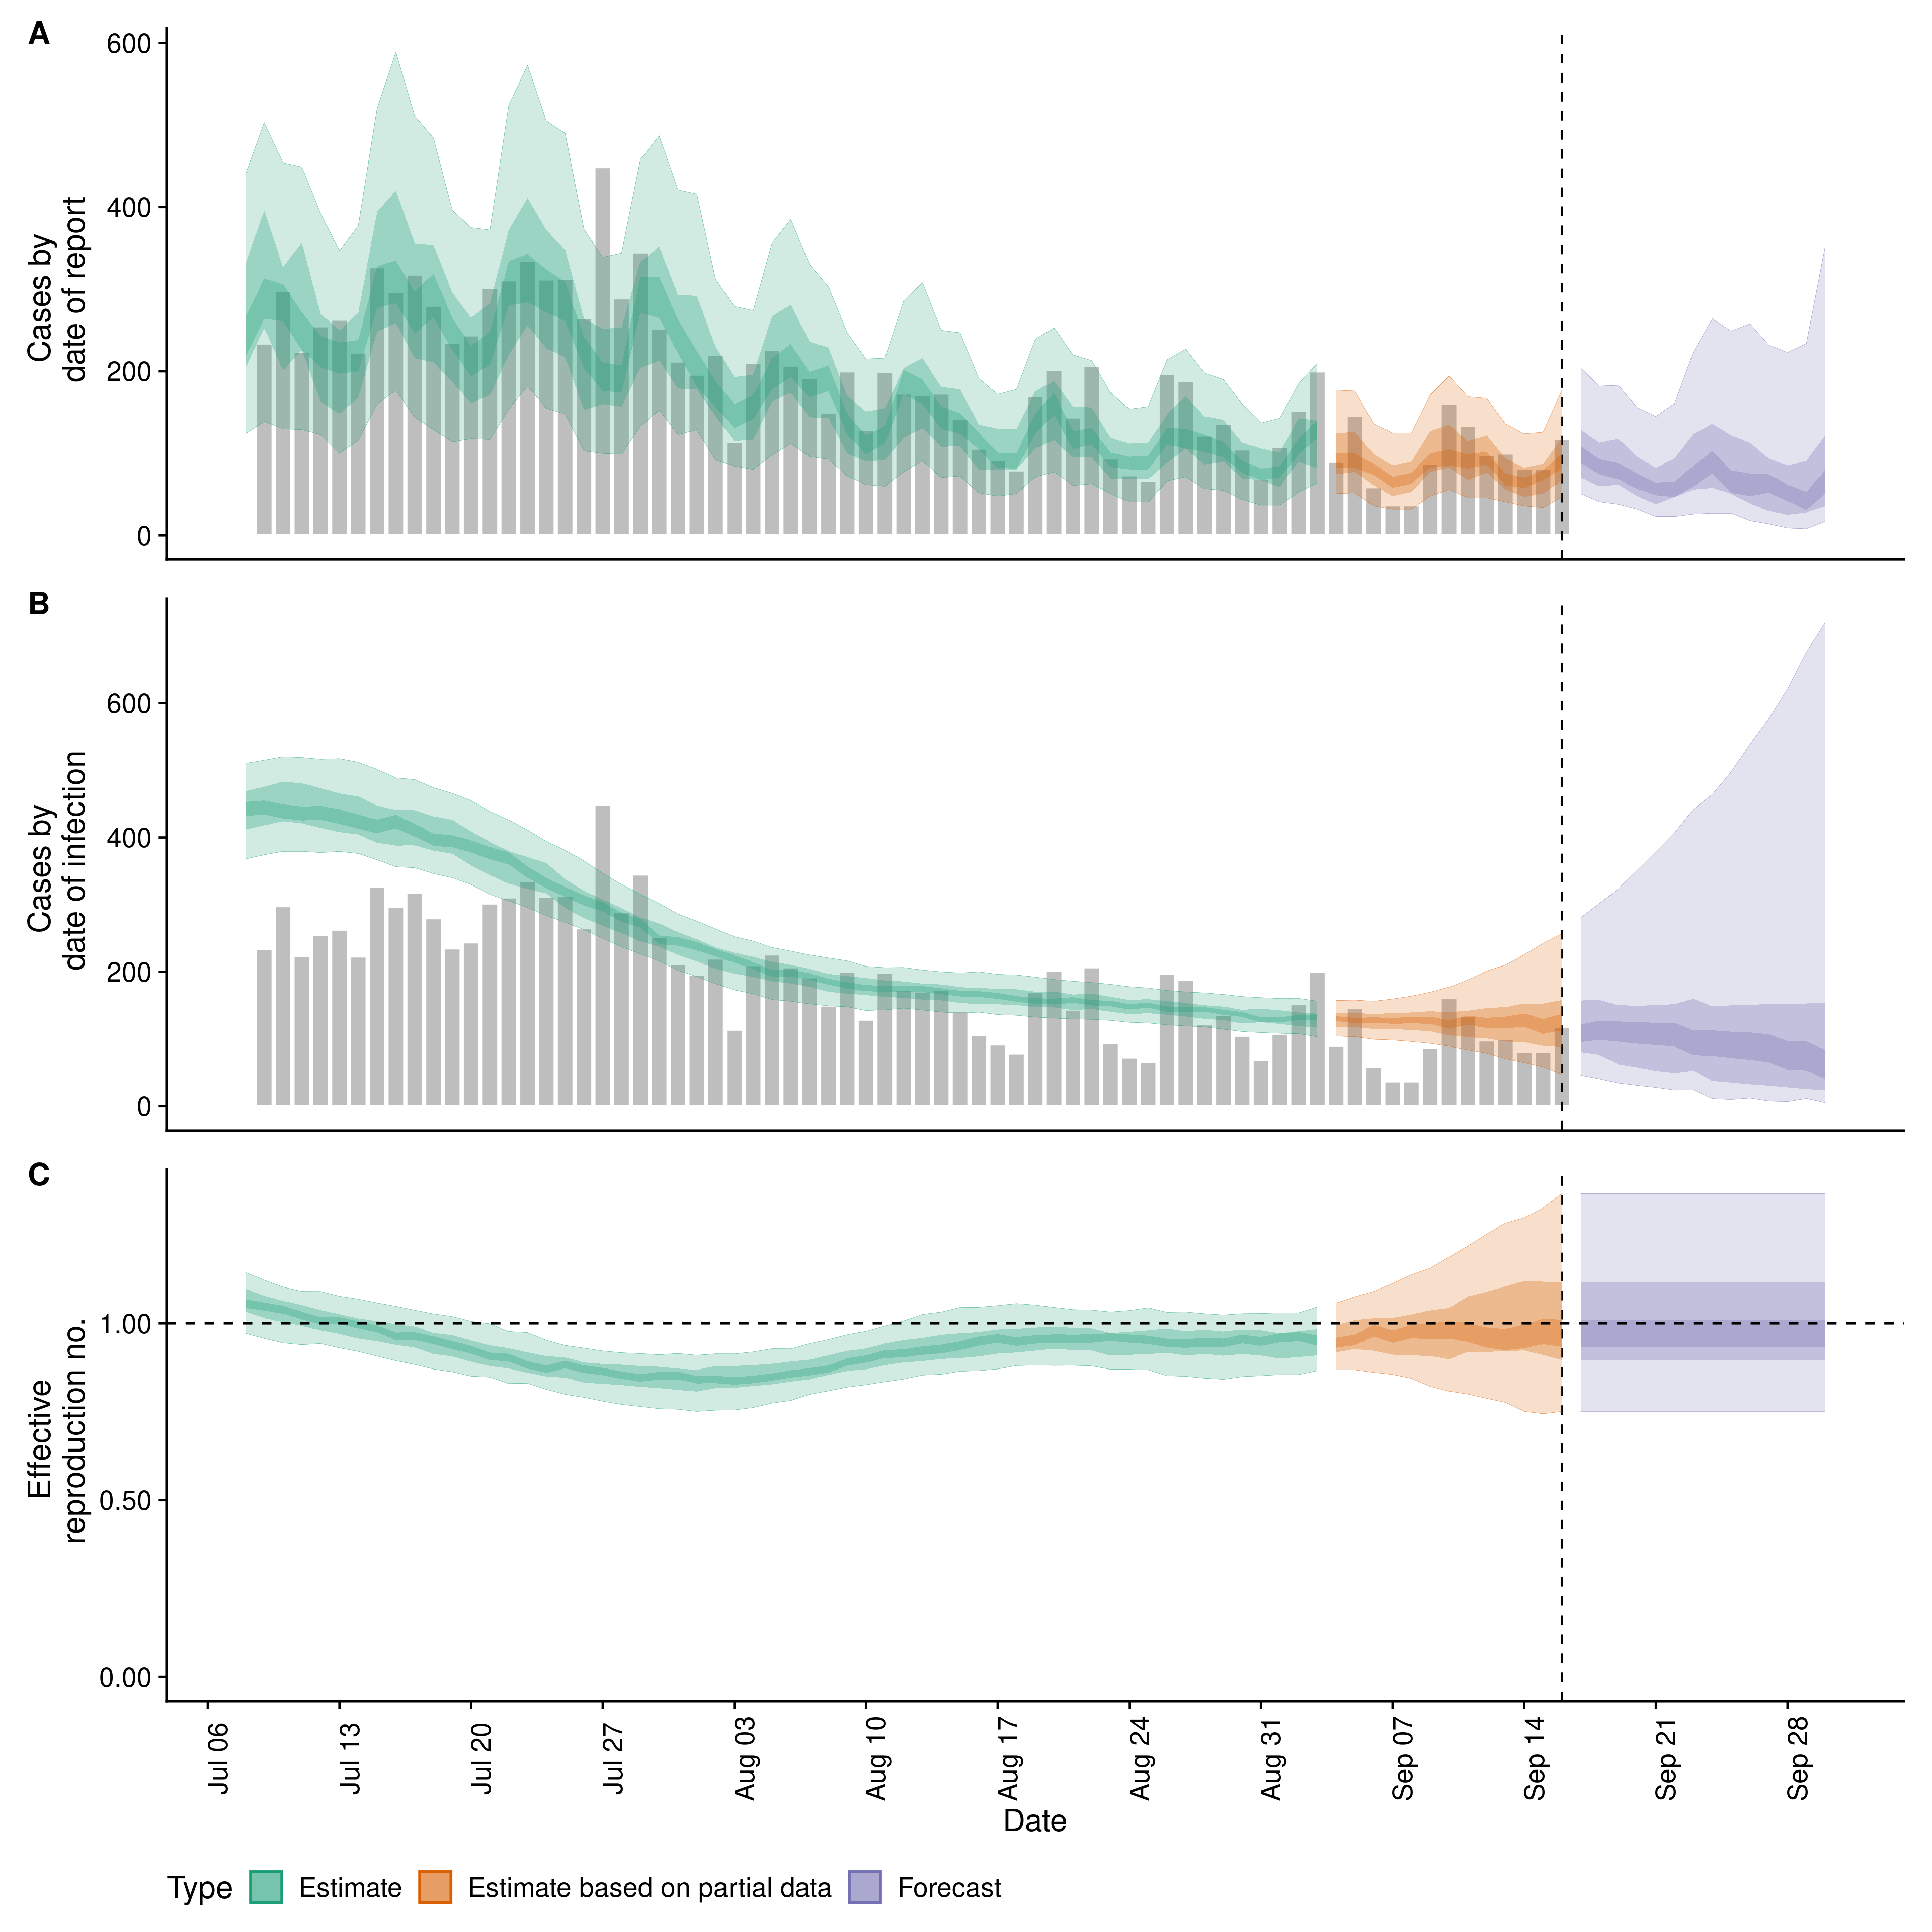 A
Cases by
date of report
600
400
200
0
B
Cases by
date of infection
600
400
200
0
C
Effective
reproduction no.
1.00
0.50
0.00
Jul 06
Jul 13
Jul 20
Jul 27
Aug 03
Aug 10
Aug 17
Aug 24
Aug 31
Sep 07
Sep 14
Sep 21
Sep 28
Date
Type Estimate Estimate based on partial data Forecast